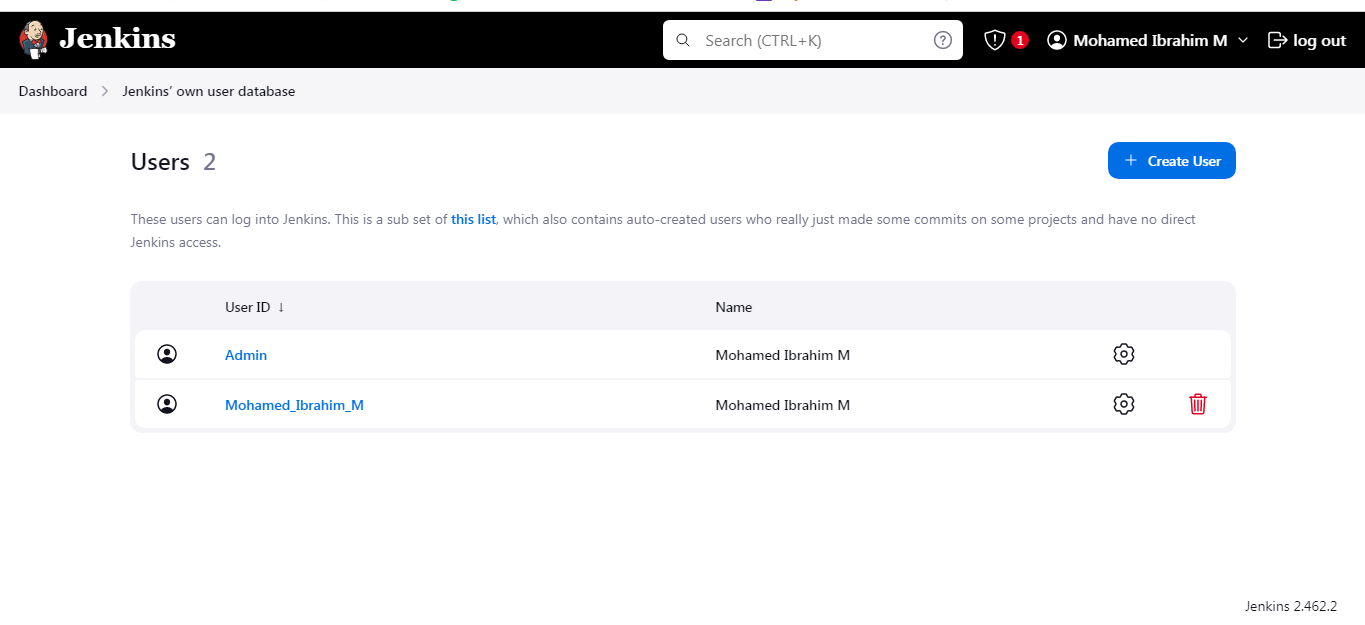 Jenkins
Search (CTRL+K)
1
Mohamed Ibrahim M
log out
Dashboard
Jenkins’ own user database
Users 2
Create User
These users can log into Jenkins. This is a sub set of this list, which also contains auto-created users who really just made some commits on some projects and have no direct
Jenkins access.
User ID ↓ Name
Admin Mohamed Ibrahim M
Mohamed_Ibrahim_M Mohamed Ibrahim M
Jenkins 2.462.2